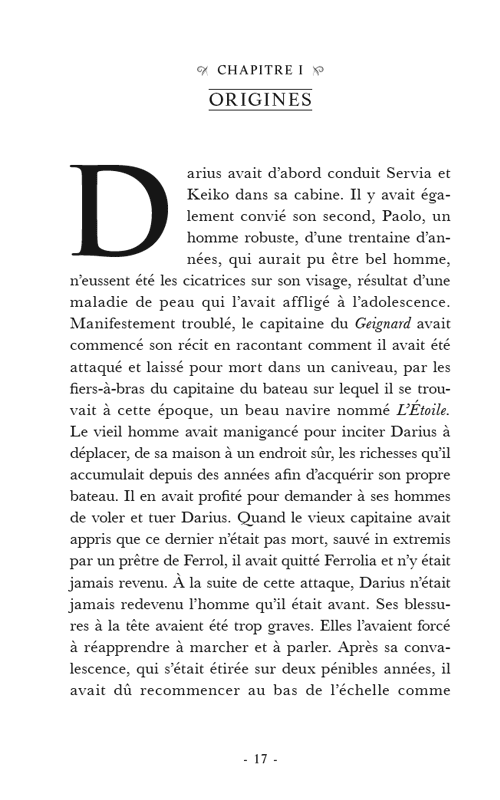 CHAPITRE I
ORIGINES
Darius avait d’abord conduit Servia et
Keiko dans sa cabine. Il y avait éga-
lement convié son second, Paolo, un
homme robuste, d’une trentaine d’an-
nées, qui aurait pu être bel homme,
n’eussent été les cicatrices sur son visage, résultat d’une
maladie de peau qui l’avait affligé à l’adolescence.
Manifestement troublé, le capitaine du Geignard avait
commencé son récit en racontant comment il avait été
attaqué et laissé pour mort dans un caniveau, par les
fiers-à-bras du capitaine du bateau sur lequel il se trou-
vait à cette époque, un beau navire nommé L’Étoile.
Le vieil homme avait manigancé pour inciter Darius à
déplacer, de sa maison à un endroit sûr, les richesses qu’il
accumulait depuis des années afin d’acquérir son propre
bateau. Il en avait profité pour demander à ses hommes
de voler et tuer Darius. Quand le vieux capitaine avait
appris que ce dernier n’était pas mort, sauvé in extremis
par un prêtre de Ferrol, il avait quitté Ferrolia et n’y était
jamais revenu. À la suite de cette attaque, Darius n’était
jamais redevenu l’homme qu’il était avant. Ses blessu-
res à la tête avaient été trop graves. Elles l’avaient forcé
à réapprendre à marcher et à parler. Après sa conva-
lescence, qui s’était étirée sur deux pénibles années, il
avait dû recommencer au bas de l’échelle comme
- 17 -